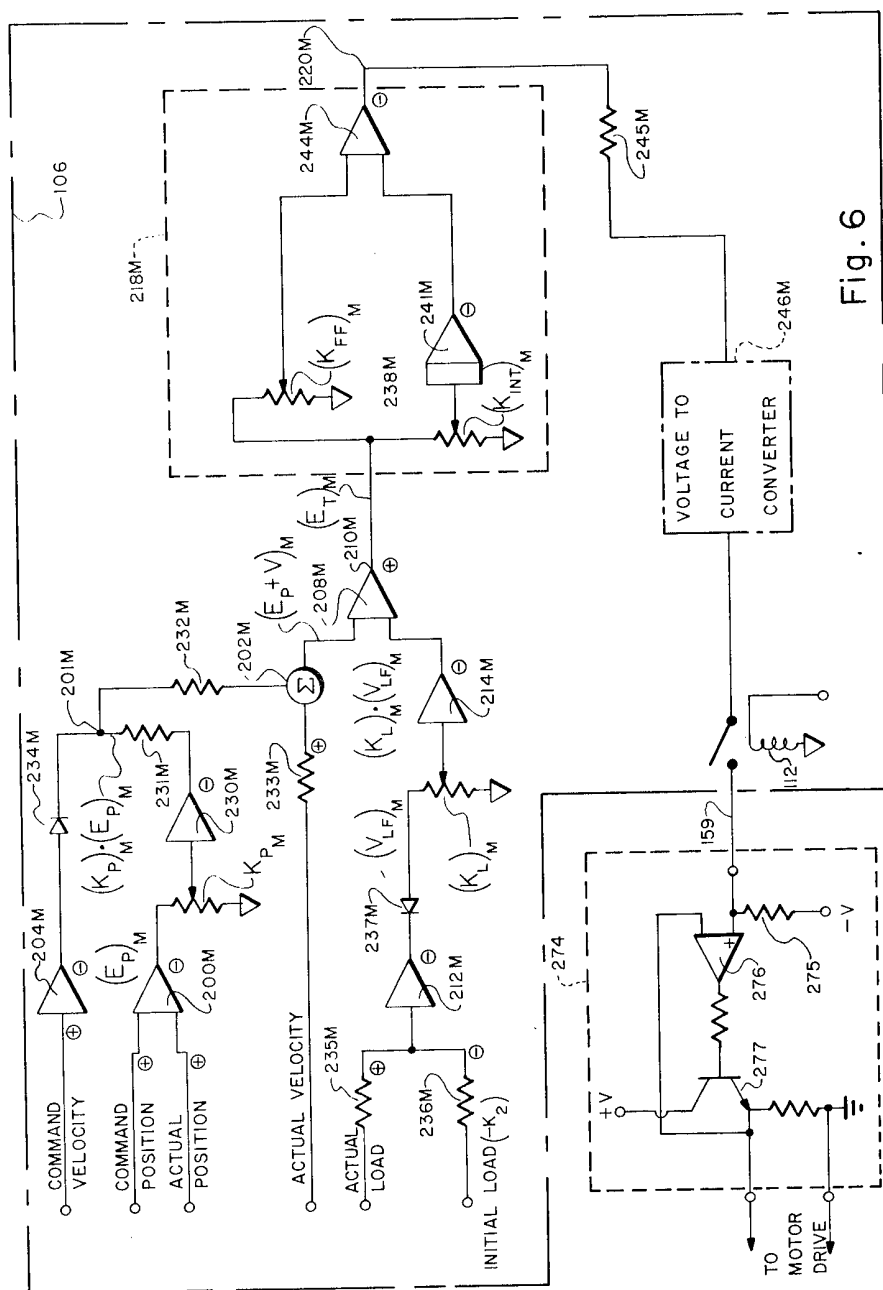 106
220M
244M
218M
(K_FF)_M
238M
241M
(K_INT)_M
245M
246M
VOLTAGE TO
CURRENT
CONVERTER
Fig. 6
201M
232M
202M
(E_P + V)_M
208M
210M
(E_T)_M
234M
(K_P)_M·(E_P)_M
231M
230M
K_P_M
233M
(K_L)_M·(V_LF)_M
214M
204M
(E_P)_M
200M
237M
(V_LF)_M
(K_L)_M
212M
235M
236M
COMMAND
VELOCITY
COMMAND
POSITION
ACTUAL
POSITION
ACTUAL VELOCITY
ACTUAL
LOAD
INITIAL LOAD (-K_2)
112
159
274
+V
277
276
275
-V
TO
MOTOR
DRIVE
+
Σ